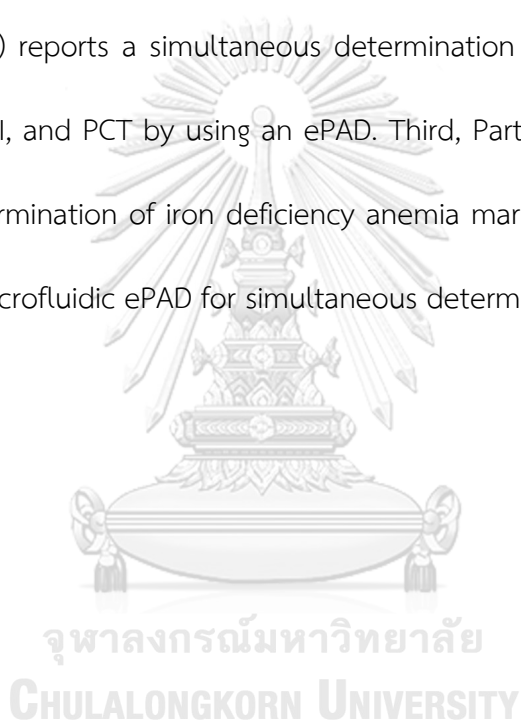 ) reports a simultaneous determination
I, and PCT by using an ePAD. Third, Part
rmination of iron deficiency anemia mar
crofluidic ePAD for simultaneous determ
จุฬาลงกรณ์มหาวิทยาลัย
CHULALONGKORN UNIVERSITY